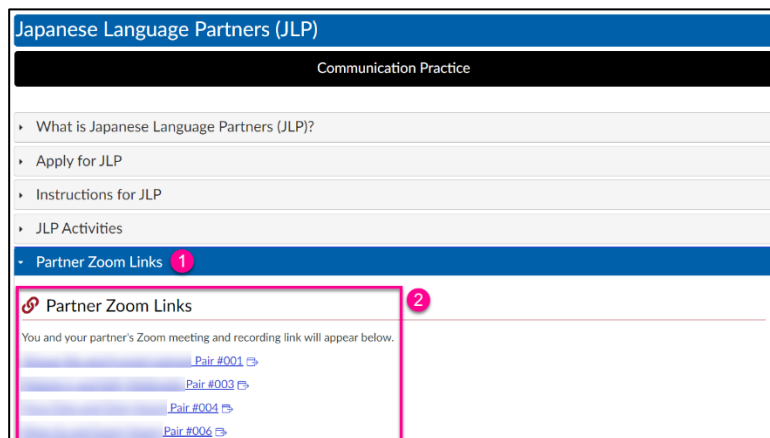 Japanese Language Partners (JLP)
Communication Practice
What is Japanese Language Partners (JLP)?
Apply for JLP
Instructions for JLP
JLP Activities
Partner Zoom Links 1
Partner Zoom Links 2
You and your partner's Zoom meeting and recording link will appear below.
Pair #001
Pair #003
Pair #004
Pair #006